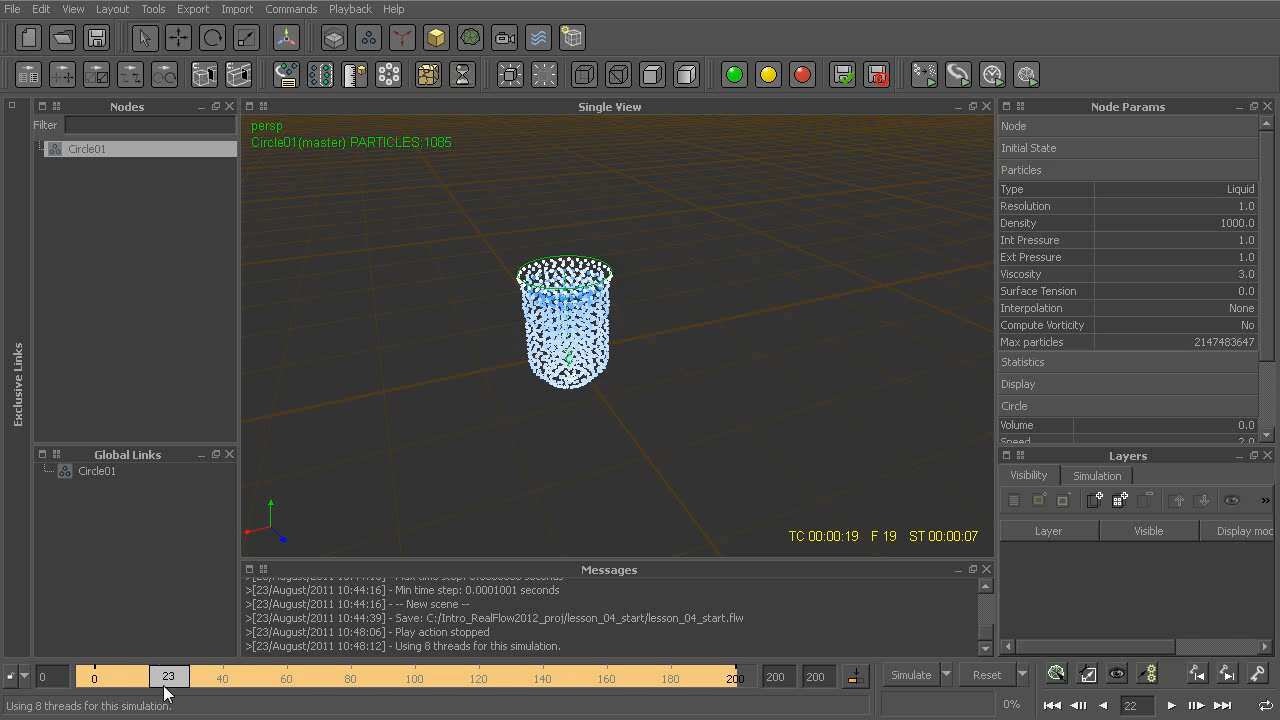 File Edit View Layout Tools Export Import Commands Playback Help
Nodes
Single View
Node Params
Filter
persp
Circle01(master) PARTICLES:1085
Circle01
Node
Initial State
Particles
Type Liquid
Resolution 1.0
Density 1000.0
Int Pressure 1.0
Ext Pressure 1.0
Viscosity 3.0
Surface Tension 0.0
Interpolation None
Compute Vorticity No
Max particles 2147483647
Statistics
Display
Circle
Volume 0.0
Speed 2.0
Exclusive Links
Global Links
Circle01
Layers
Visibility Simulation
»
Layer Visible Display mod
TC 00:00:19 F 19 ST 00:00:07
Messages
>[23/August/2011 10:44:16] - Min time step: 0.0001001 seconds
>[23/August/2011 10:44:16] - -- New scene --
>[23/August/2011 10:44:39] - Save: C:/Intro_RealFlow2012_proj/lesson_04_start/lesson_04_start.flw
>[23/August/2011 10:48:06] - Play action stopped
>[23/August/2011 10:48:12] - Using 8 threads for this simulation.
0 0 23 40 60 80 100 120 140 160 180 200 200 200 Simulate Reset
Using 8 threads for this simulation. 0% 22